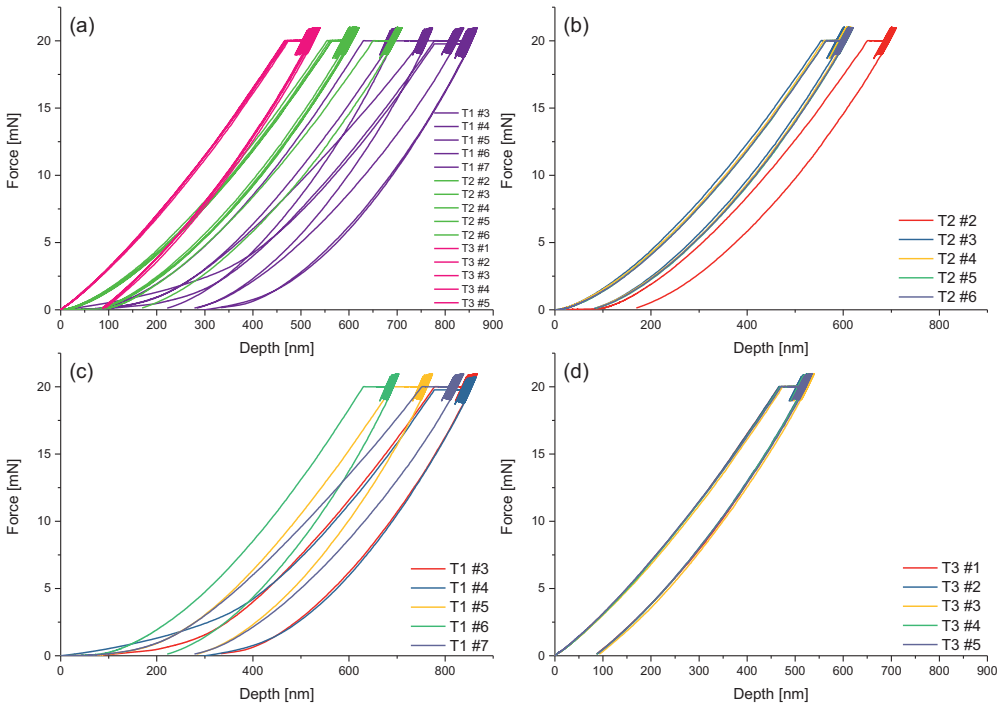 (a)
Force [mN]
20
15
10
5
0
0 100 200 300 400 500 600 700 800 900
Depth [nm]
T1 #3
T1 #4
T1 #5
T1 #6
T1 #7
T2 #2
T2 #3
T2 #4
T2 #5
T2 #6
T3 #1
T3 #2
T3 #3
T3 #4
T3 #5
(b)
Force [mN]
20
15
10
5
0
0 200 400 600 800
Depth [nm]
T2 #2
T2 #3
T2 #4
T2 #5
T2 #6
(c)
Force [mN]
20
15
10
5
0
0 200 400 600 800
Depth [nm]
T1 #3
T1 #4
T1 #5
T1 #6
T1 #7
(d)
Force [mN]
20
15
10
5
0
0 100 200 300 400 500 600 700 800 900
Depth [nm]
T3 #1
T3 #2
T3 #3
T3 #4
T3 #5